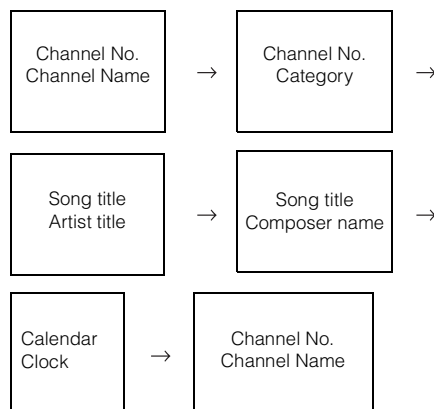 Channel No.
Channel Name
→
Channel No.
Category
→
Song title
Artist title
→
Song title
Composer name
→
Calendar
Clock
→
Channel No.
Channel Name